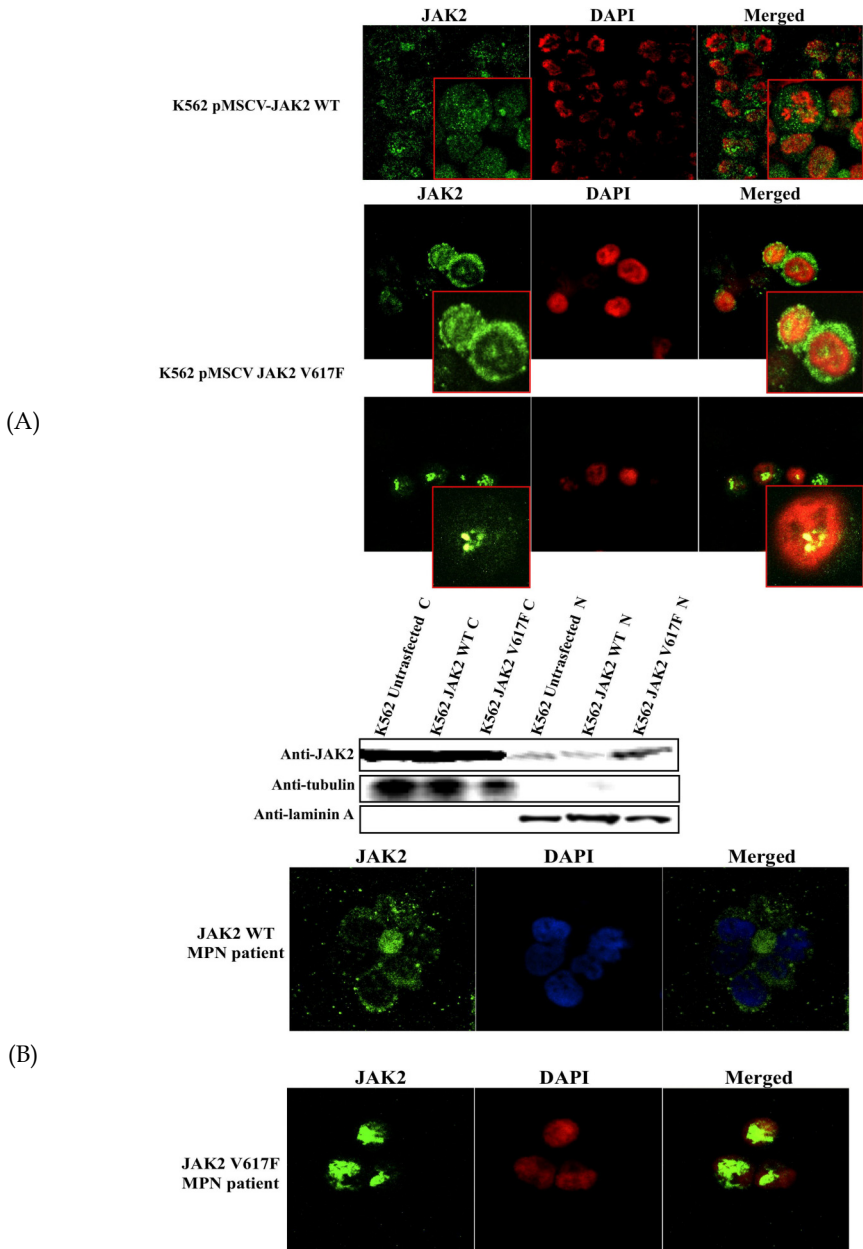 JAK2 DAPI Merged
K562 pMSCV-JAK2 WT
JAK2 DAPI Merged
K562 pMSCV JAK2 V617F
(A)
K562 Untrasfected C
K562 JAK2 WT C
K562 JAK2 V617F C
K562 Untrasfected N
K562 JAK2 WT N
K562 JAK2 V617F N
Anti-JAK2
Anti-tubulin
Anti-laminin A
JAK2 DAPI Merged
JAK2 WT
MPN patient
(B)
JAK2 DAPI Merged
JAK2 V617F
MPN patient